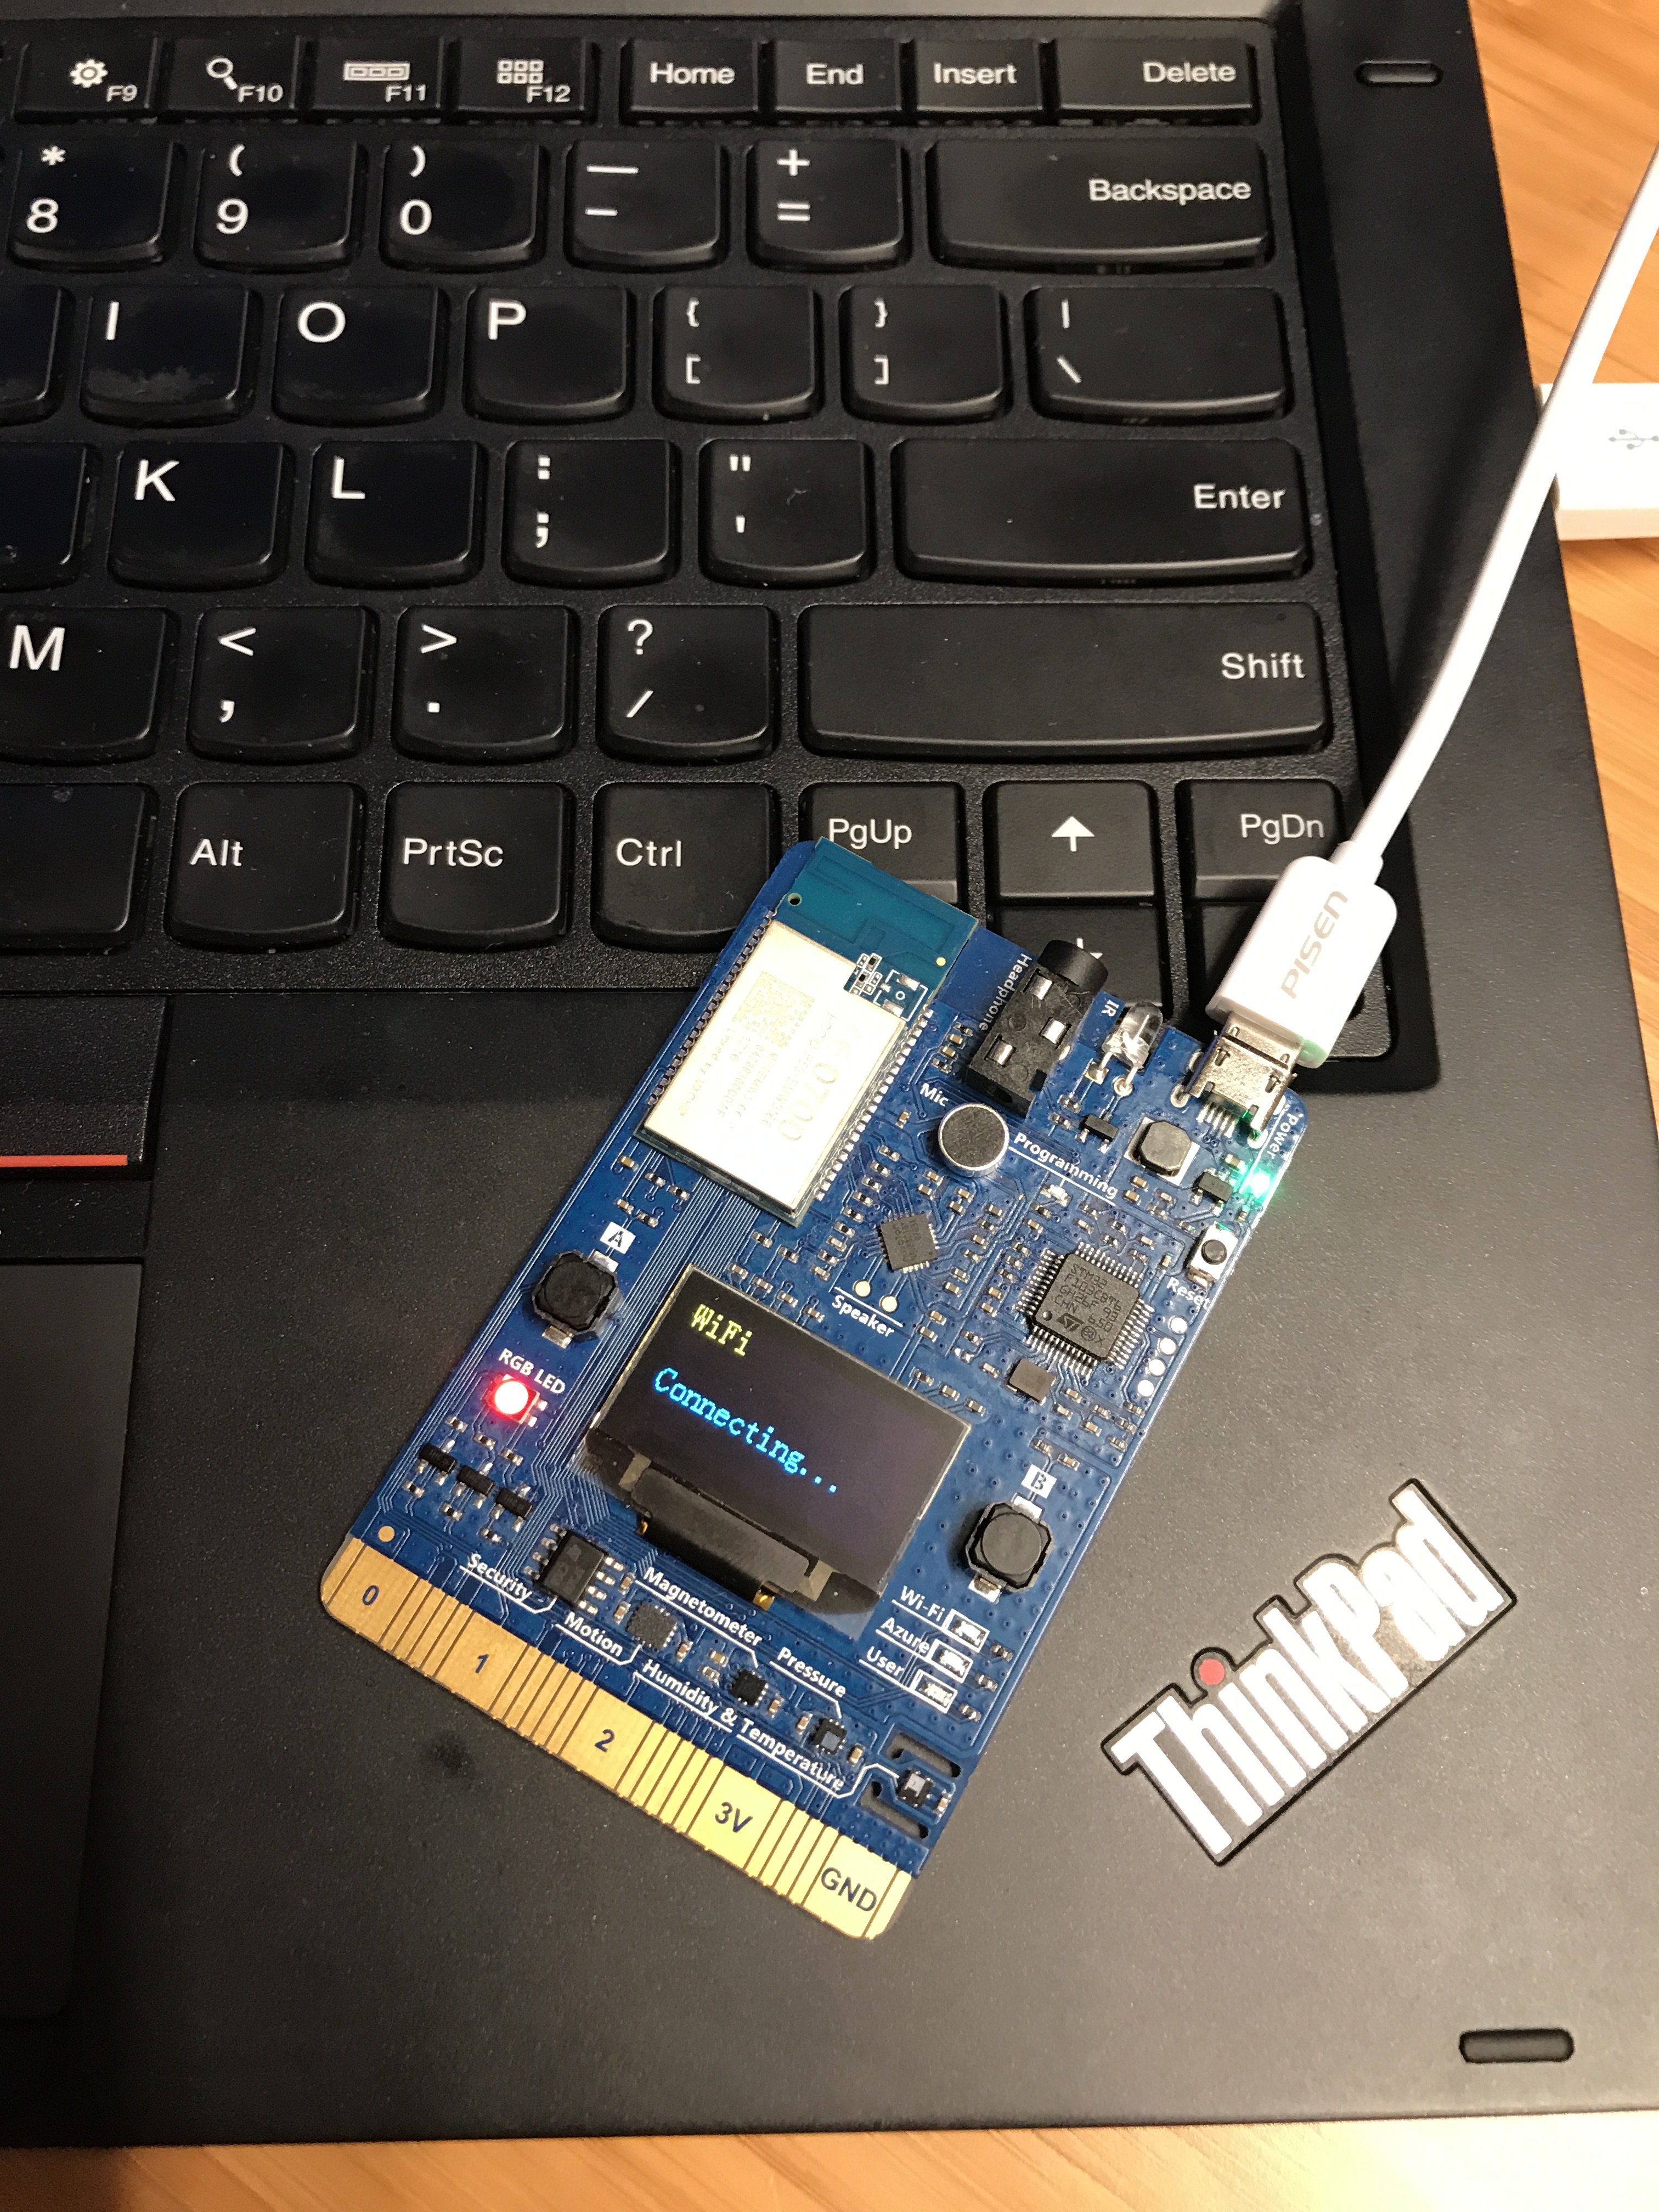 F9
F10
F11
F12
Home
End
Insert
Delete
*
8
(
9
)
0
—
-
+
=
Backspace
I
O
P
{
[
}
]
|
\
K
L
:
;
"
'
Enter
M
<
,
>
.
?
/
Shift
Alt
PrtSc
Ctrl
PgUp
PgDn
PISEN
Headphone
IR
Mic
Programming
Power
Reset
Speaker
STM32
A
RGB LED
WiFi
Connecting...
B
Wi-Fi
Azure
User
Security
Motion
Magnetometer
Pressure
Humidity & Temperature
0
1
2
3V
GND
ThinkPad